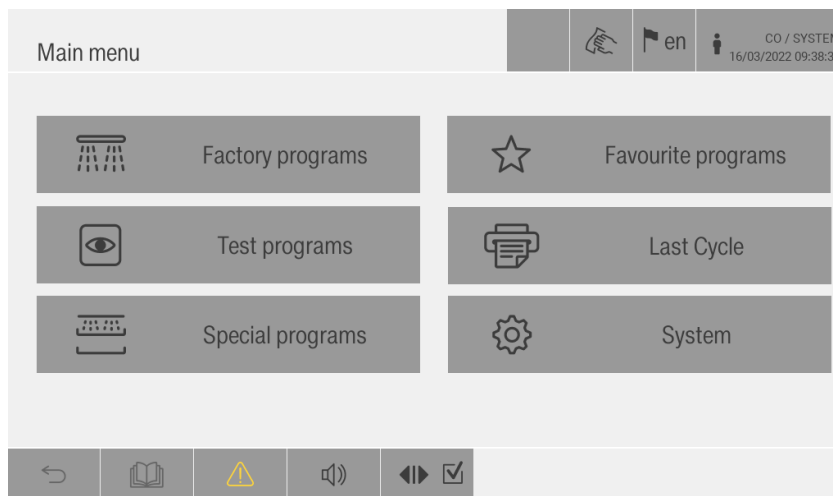 Main menu
en
CO / SYSTEM
16/03/2022 09:38:3
Factory programs
Favourite programs
Test programs
Last Cycle
Special programs
System